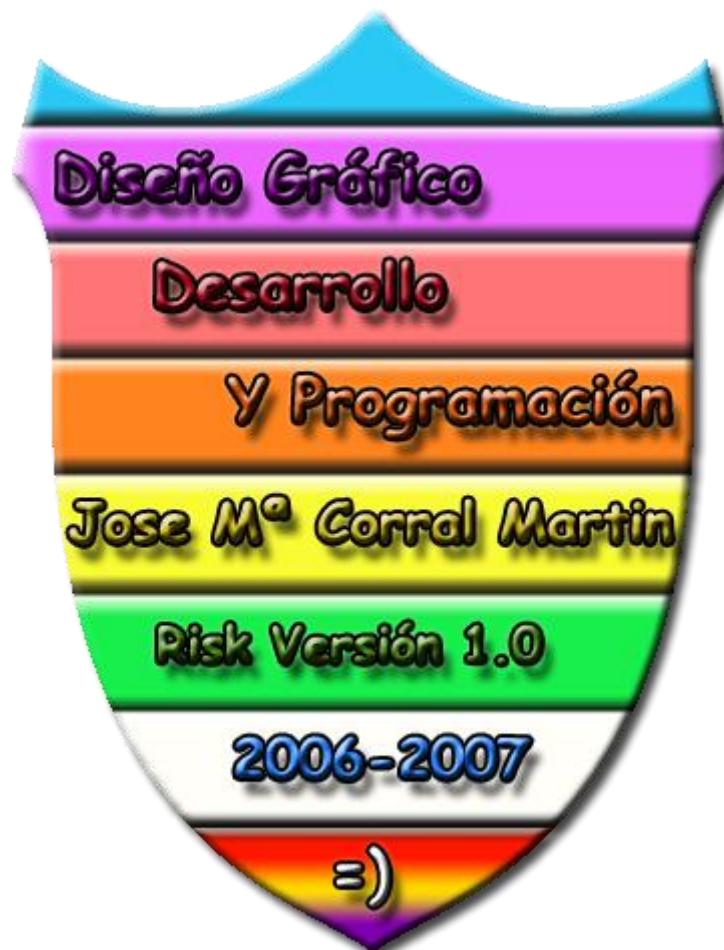 Diseño Gráfico
Desarrollo
Y Programación
Jose Mª Corral Martin
Risk Versión 1.0
2006-2007
=)